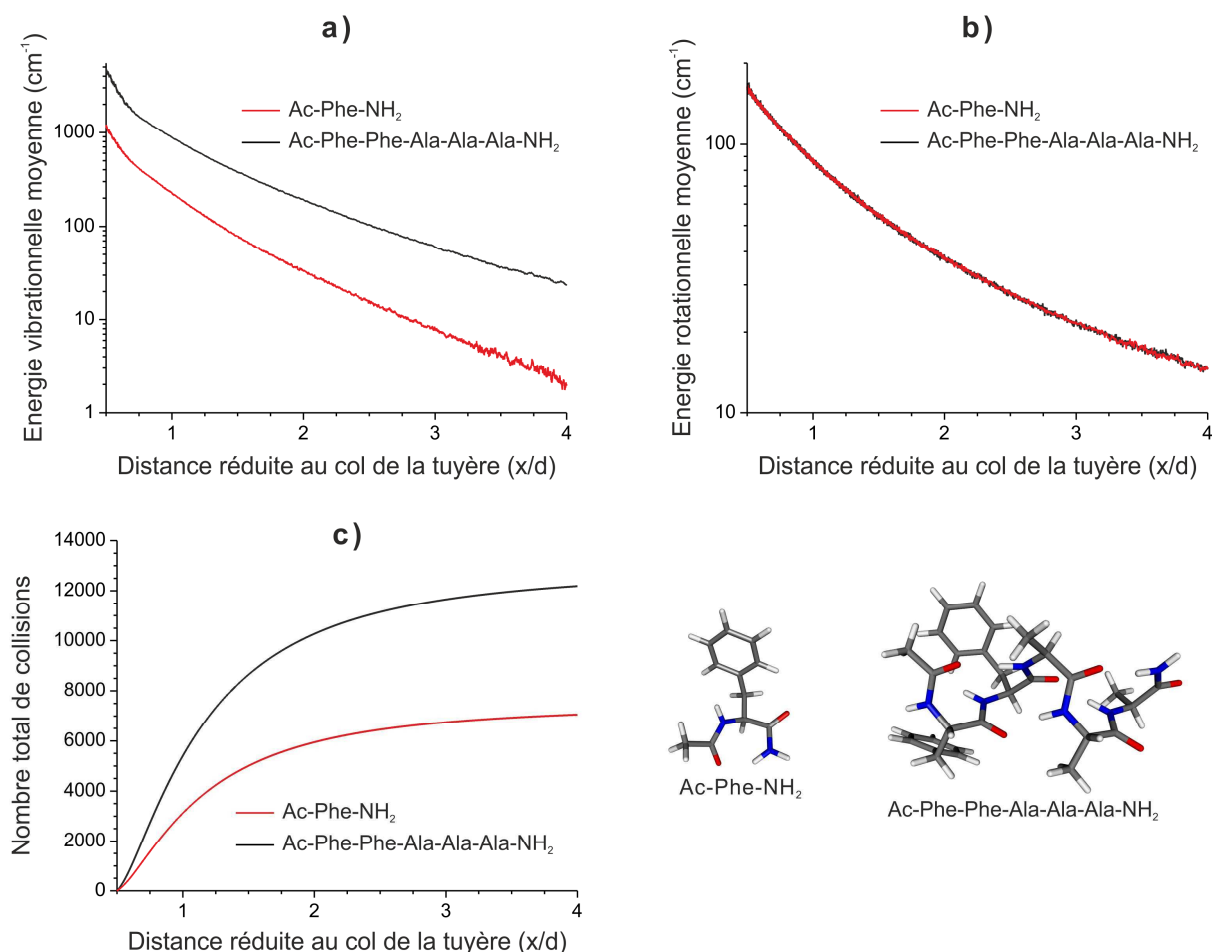 a)
Energie vibrationnelle moyenne (cm⁻¹)
1000
100
10
1
Ac-Phe-NH₂
Ac-Phe-Phe-Ala-Ala-Ala-NH₂
1 2 3 4
Distance réduite au col de la tuyère (x/d)
b)
Energie rotationnelle moyenne (cm⁻¹)
100
10
Ac-Phe-NH₂
Ac-Phe-Phe-Ala-Ala-Ala-NH₂
1 2 3 4
Distance réduite au col de la tuyère (x/d)
c)
Nombre total de collisions
14000
12000
10000
8000
6000
4000
2000
0
Ac-Phe-NH₂
Ac-Phe-Phe-Ala-Ala-Ala-NH₂
1 2 3 4
Distance réduite au col de la tuyère (x/d)
Ac-Phe-NH₂
Ac-Phe-Phe-Ala-Ala-Ala-NH₂